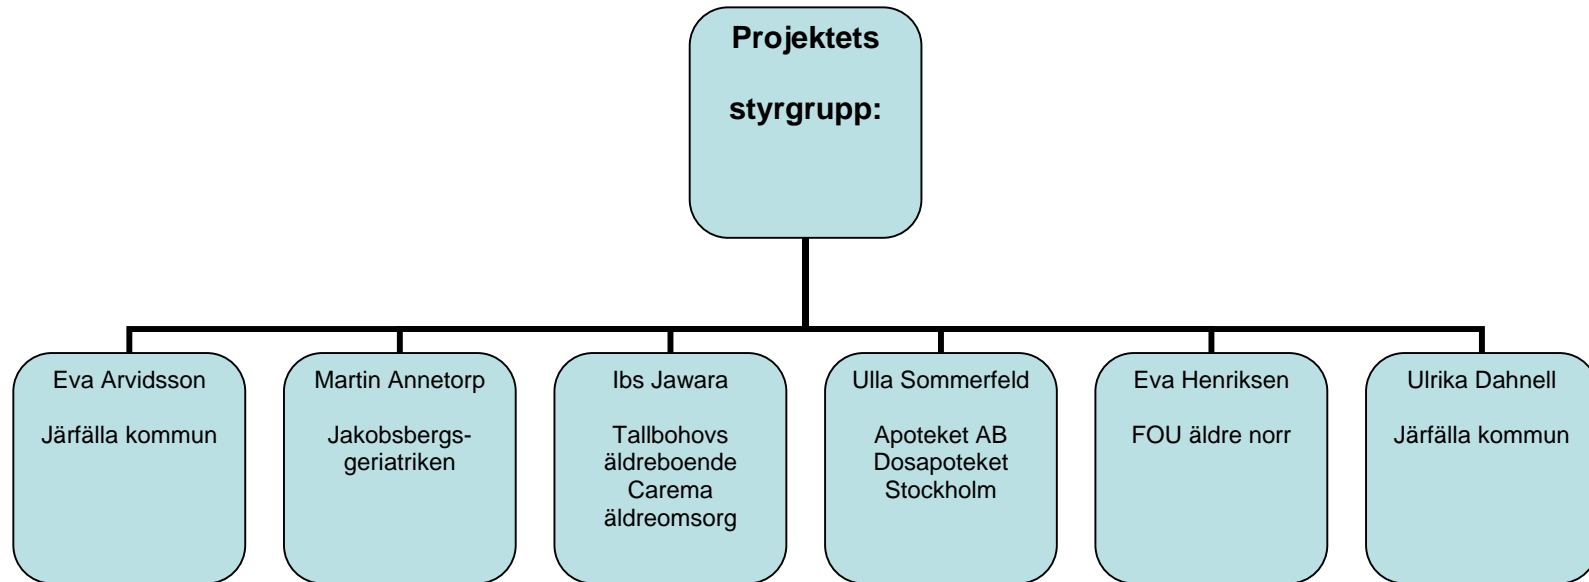 Projektets
styrgrupp:
Eva Arvidsson
Järfälla kommun
Martin Annetorp
Jakobsbergs-
geriatriken
Ibs Jawara
Tallbohovs
äldreboende
Carema
äldreomsorg
Ulla Sommerfeld
Apoteket AB
Dosapoteket
Stockholm
Eva Henriksen
FOU äldre norr
Ulrika Dahnell
Järfälla kommun